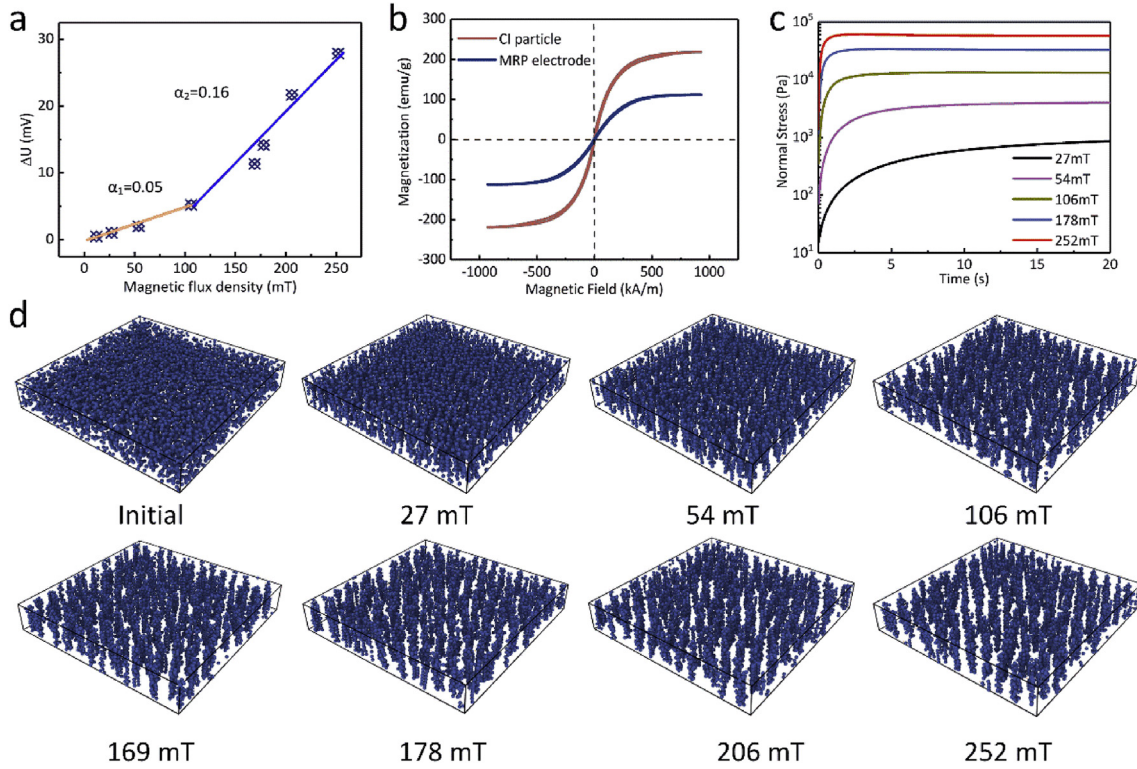 a
ΔU (mV)
30
20
10
0
α₂=0.16
α₁=0.05
0 50 100 150 200 250
Magnetic flux density (mT)
b
Magnetization (emu/g)
300
200
100
0
-100
-200
-300
CI particle
MRP electrode
-1000 -500 0 500 1000
Magnetic Field (kA/m)
c
Normal Stress (Pa)
10⁵
10⁴
10³
10²
10¹
27mT
54mT
106mT
178mT
252mT
0 5 10 15 20
Time (s)
d
Initial 27 mT 54 mT 106 mT
169 mT 178 mT 206 mT 252 mT